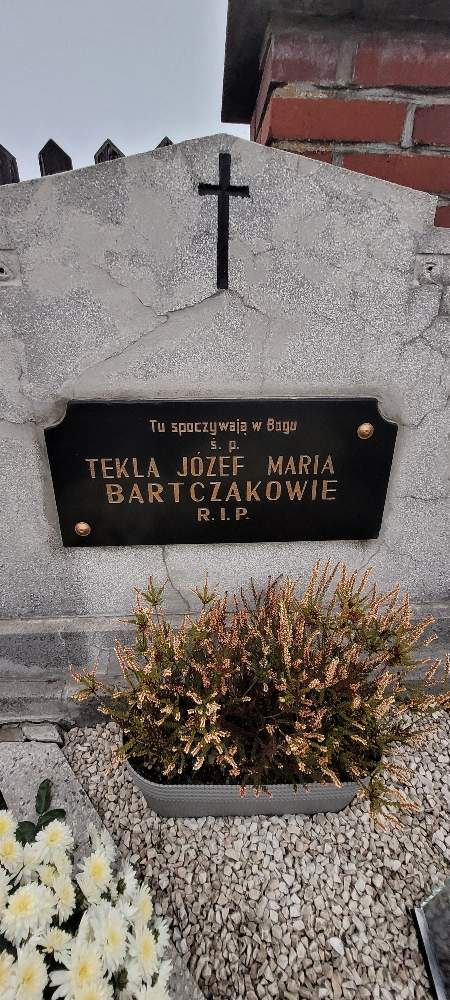 Tu spoczywają w Bogu
ś. p.
TEKLA JÓZEF MARIA
BARTCZAKOWIE
R.I.P.